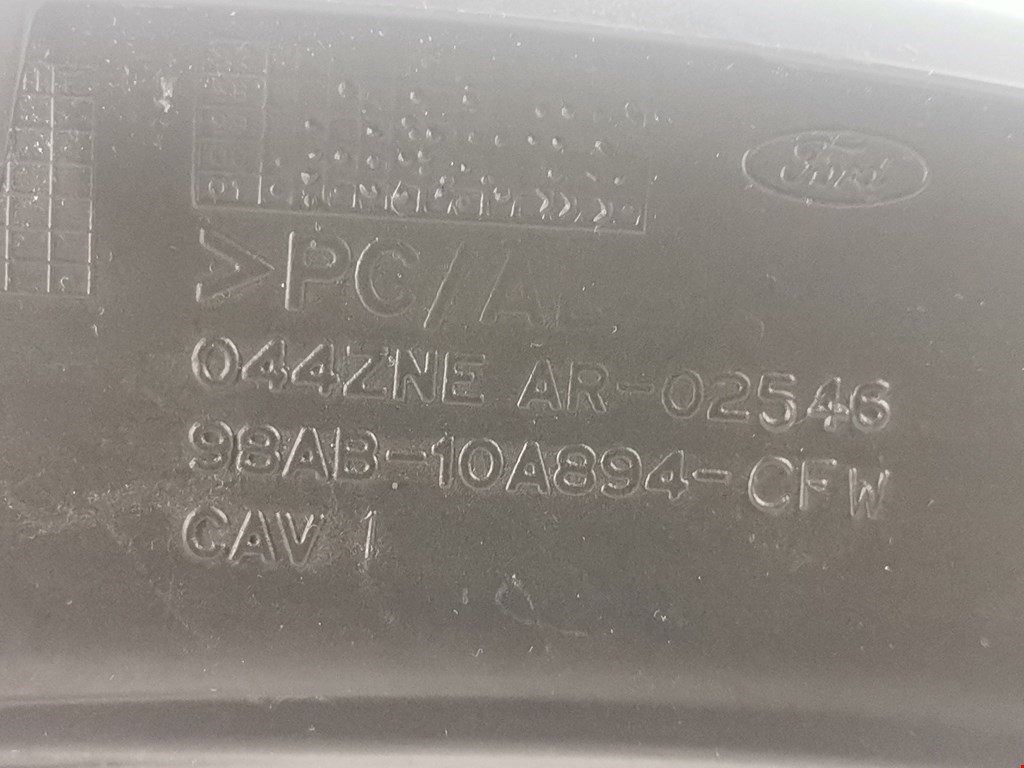 Ford
>PC/A
044ZNE AR-02546
98AB-10A894-CFW
CAV 1